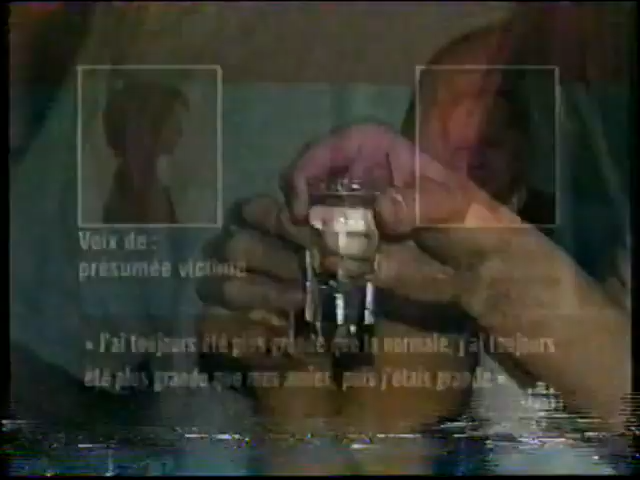 Voix de :
présumée victime
« J'ai toujours été plus grande que la normale, j'ai toujours
été plus grande que mes amies, puis j'étais grande »